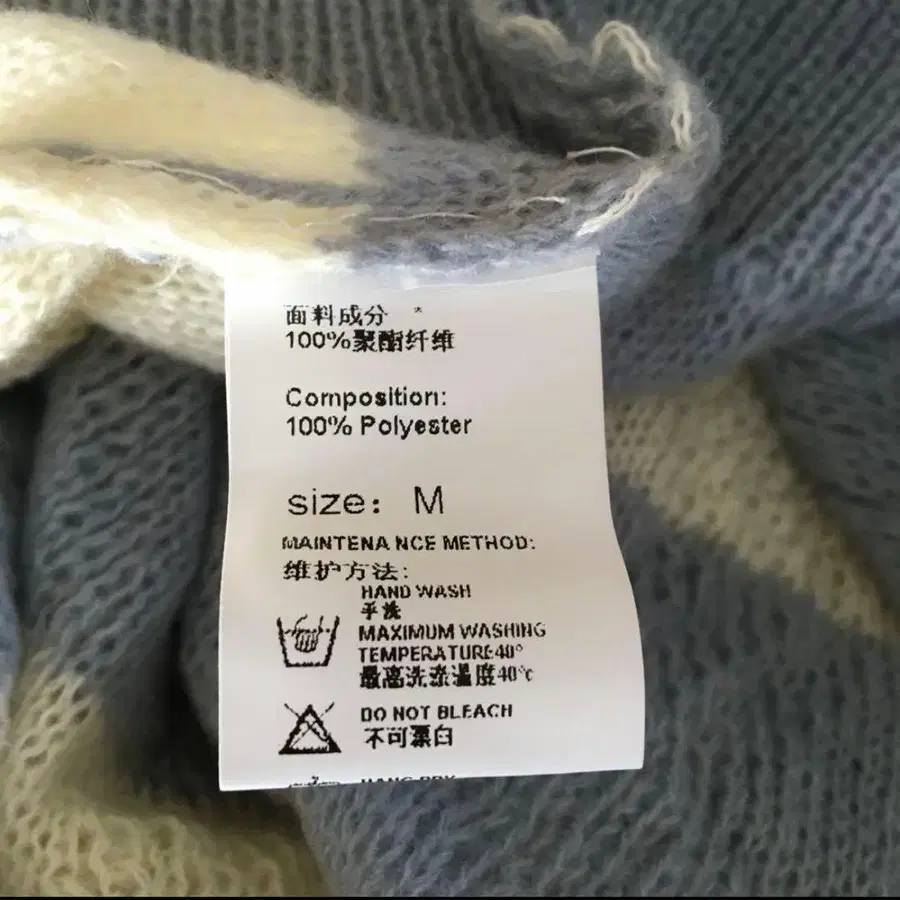 面料成分
100%聚酯纤维
Composition:
100% Polyester
size: M
MAINTENA NCE METHOD:
维护方法:
HAND WASH
手洗
MAXIMUM WASHING
TEMPERATURE40°
最高洗涤温度40℃
DO NOT BLEACH
不可漂白
HANG DRY